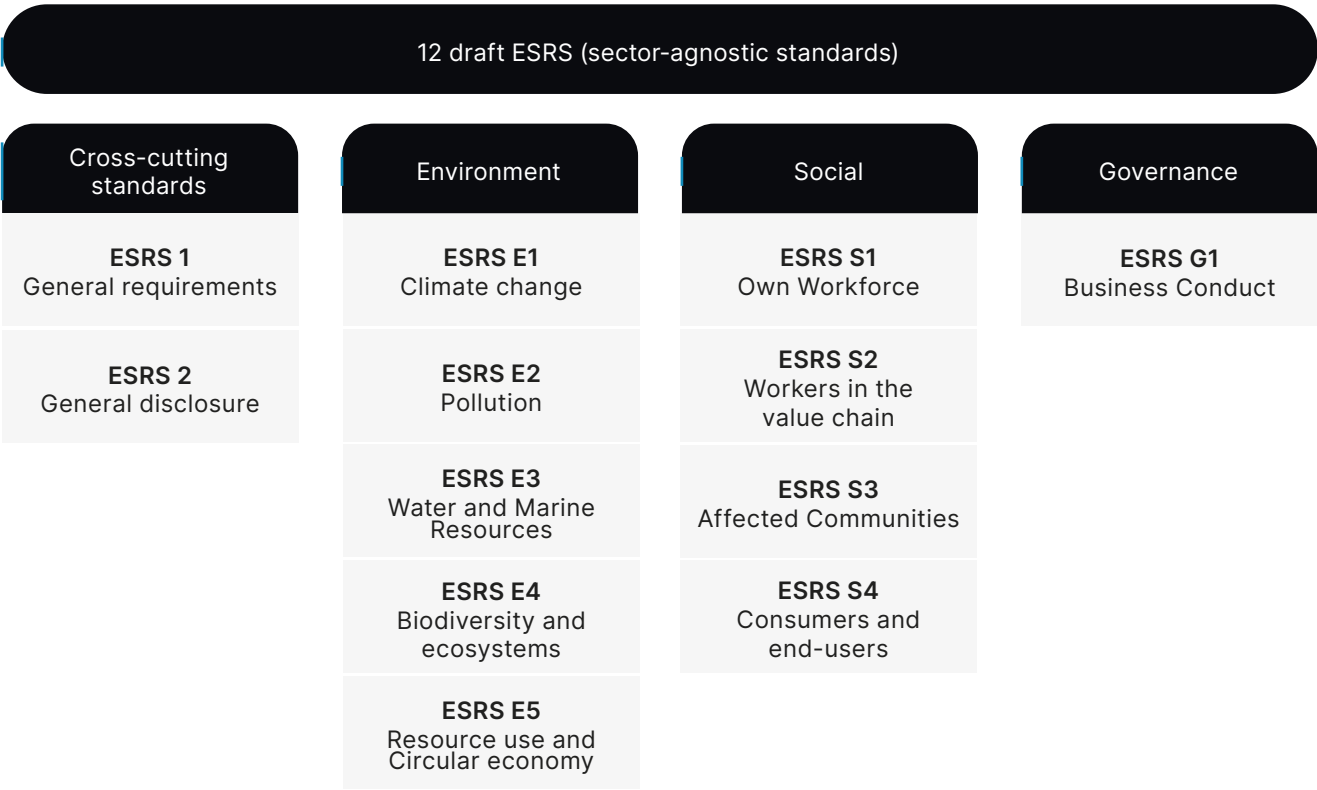 12 draft ESRS (sector-agnostic standards)
Cross-cutting
standards
ESRS 1
General requirements
ESRS 2
General disclosure
Environment
ESRS E1
Climate change
ESRS E2
Pollution
ESRS E3
Water and Marine
Resources
ESRS E4
Biodiversity and
ecosystems
ESRS E5
Resource use and
Circular economy
Social
ESRS S1
Own Workforce
ESRS S2
Workers in the
value chain
ESRS S3
Affected Communities
ESRS S4
Consumers and
end-users
Governance
ESRS G1
Business Conduct